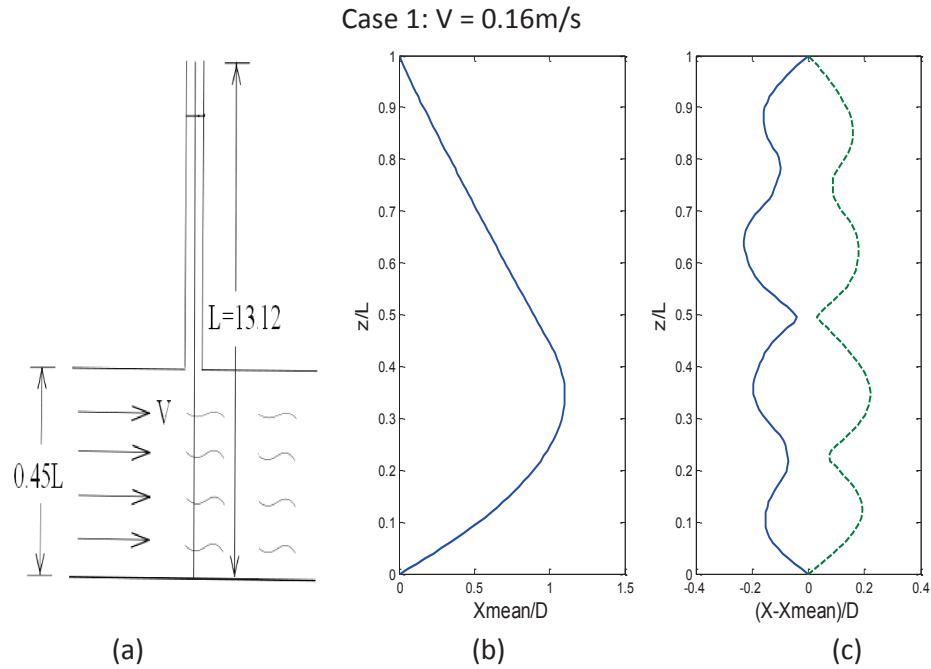 Case 1: V = 0.16m/s
L=13.12
V
0.45L
(a)
1
0.9
0.8
0.7
0.6
0.5
0.4
0.3
0.2
0.1
0
z/L
0 0.5 1 1.5
Xmean/D
(b)
1
0.9
0.8
0.7
0.6
0.5
0.4
0.3
0.2
0.1
0
z/L
-0.4 -0.2 0 0.2 0.4
(X-Xmean)/D
(c)